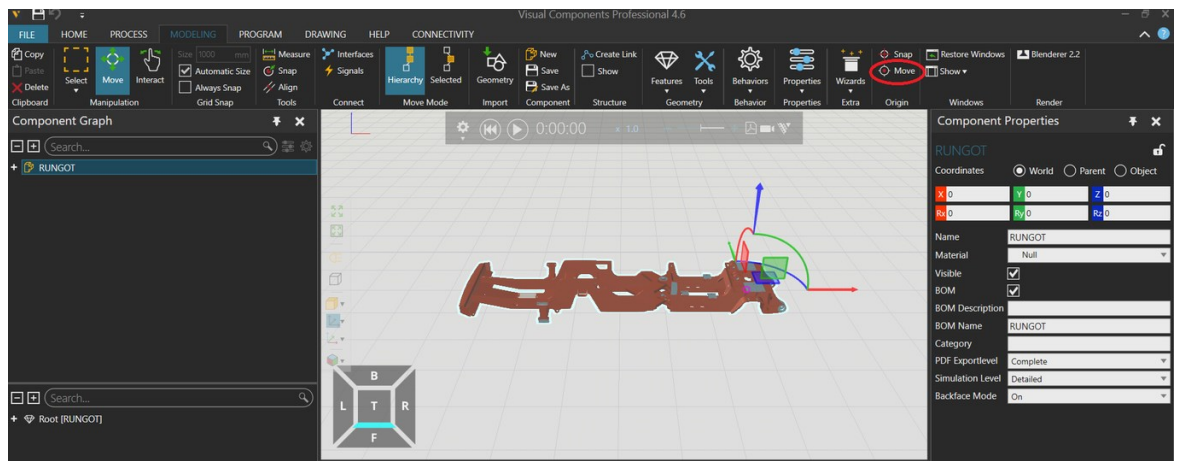 Visual Components Professional 4.6
FILE HOME PROCESS MODELING PROGRAM DRAWING HELP CONNECTIVITY
Copy
Paste
Delete
Clipboard
Select
Move
Interact
Manipulation
Size 1000 mm
Automatic Size
Always Snap
Grid Snap
Measure
Snap
Align
Tools
Interfaces
Signals
Connect
Hierarchy
Selected
Move Mode
Geometry
Import
New
Save
Save As
Component
Create Link
Show
Structure
Features
Tools
Geometry
Behaviors
Behavior
Properties
Properties
Wizards
Extra
Snap
Move
Origin
Restore Windows
Show
Windows
Blenderer 2.2
Render
Component Graph
Search...
RUNGOT
Search...
Root [RUNGOT]
0:00:00 x 1.0
B
L T R
F
Component Properties
RUNGOT
Coordinates World Parent Object
X 0 Y 0 Z 0
Rx 0 Ry 0 Rz 0
Name RUNGOT
Material Null
Visible
BOM
BOM Description
BOM Name RUNGOT
Category
PDF Exportlevel Complete
Simulation Level Detailed
Backface Mode On